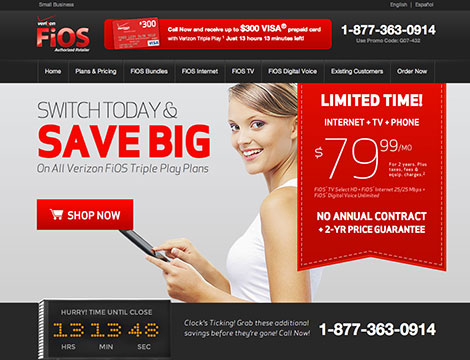 Small Business
English | Español
verizon
FiOS
Authorized Retailer
$300
VISA
Call Now and receive up to $300 VISA® prepaid card
with Verizon Triple Play¹ Just 13 hours 13 minutes left!
1-877-363-0914
Use Promo Code: G07-432
Home
Plans & Pricing
FiOS Bundles
FiOS Internet
FiOS TV
FiOS Digital Voice
Existing Customers
Order Now
SWITCH TODAY &
SAVE BIG
On All Verizon FiOS Triple Play Plans
SHOP NOW
LIMITED TIME!
INTERNET + TV + PHONE
$79.99/MO
For 2 years. Plus
taxes, fees &
equip. charges.²
FiOS® TV Select HD + FiOS® Internet 25/25 Mbps +
FiOS® Digital Voice Unlimited
NO ANNUAL CONTRACT
+ 2-YR PRICE GUARANTEE
HURRY! TIME UNTIL CLOSE
13 13 48
HRS MIN SEC
Clock's Ticking! Grab these additional
savings before they're gone! Call Now!
1-877-363-0914